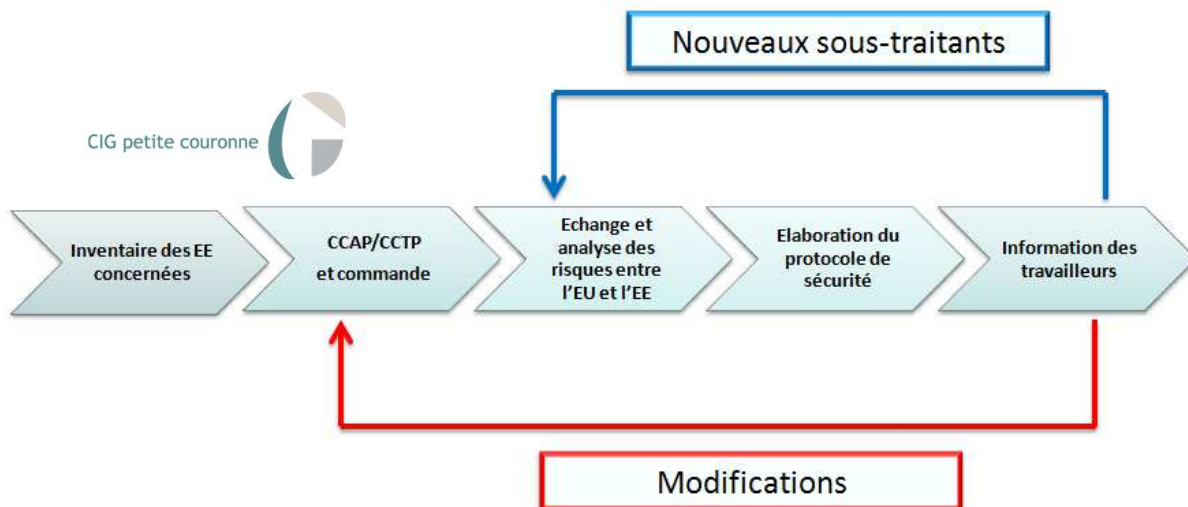 Nouveaux sous-traitants
CIG petite couronne
Inventaire des EE
concernées
CCAP/CCTP
et commande
Echange et
analyse des
risques entre
l'EU et l'EE
Elaboration du
protocole de
sécurité
Information des
travailleurs
Modifications